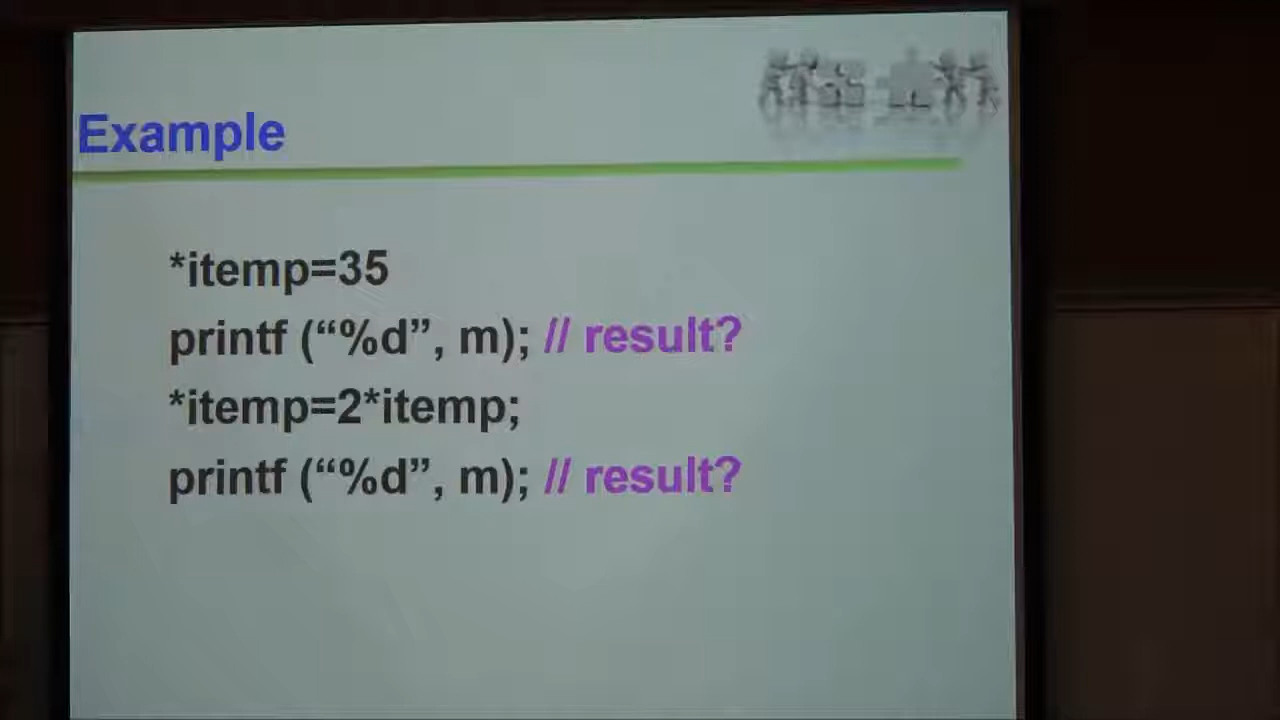 Example
*itemp=35
printf (“%d”, m); // result?
*itemp=2*itemp;
printf (“%d”, m); // result?